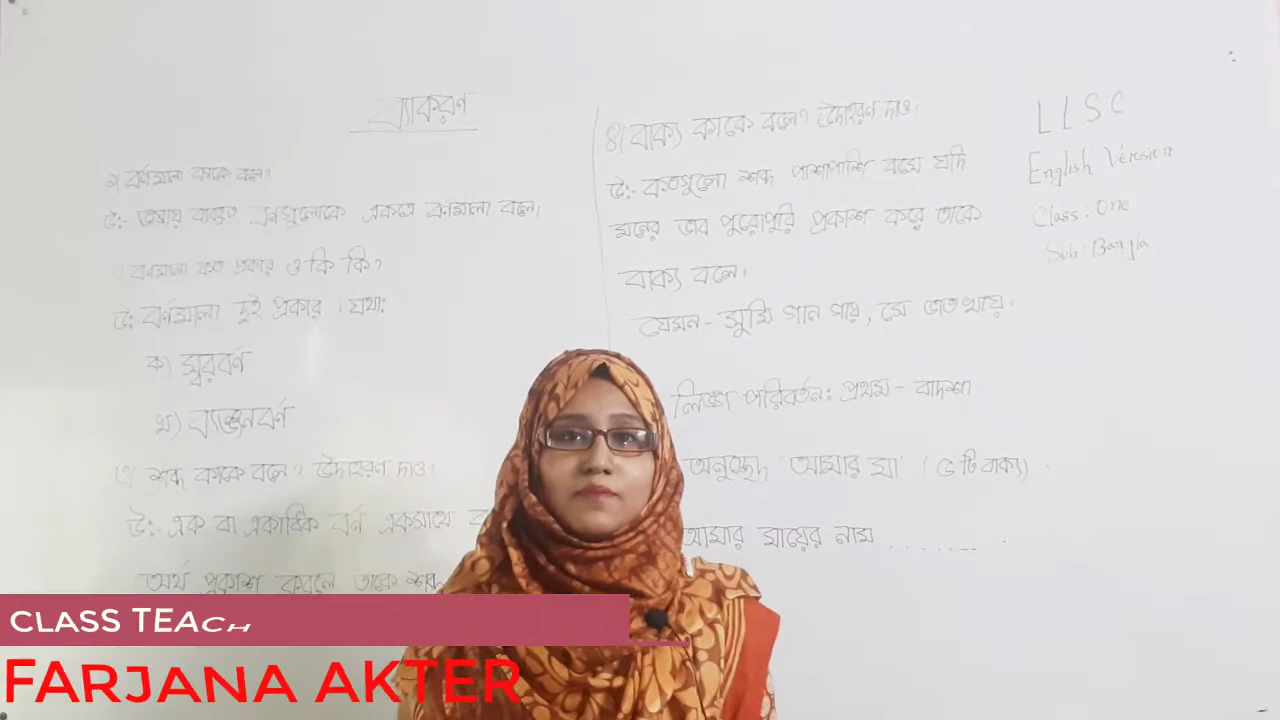 ব্যাকরণ
১) বর্ণমালা কাকে বলে?
উ:- ভাষায় ব্যবহৃত বর্ণগুলোকে একত্রে বর্ণমালা বলে।
বর্ণমালা কত প্রকার ও কি কি?
উ: বর্ণমালা দুই প্রকার। যথা:
ক) স্বরবর্ণ
খ) ব্যঞ্জনবর্ণ
৩) শব্দ কাকে বলে? উদাহরণ দাও।
উ:- এক বা একাধিক বর্ণ একসাথে
অর্থ প্রকাশ করলে তাকে শব্দ
৪) বাক্য কাকে বলে? উদাহরণ দাও।
উ:- কতগুলো শব্দ পাশাপাশি বসে যদি
মনের ভাব পুরোপুরি প্রকাশ করে তাকে
বাক্য বলে।
যেমন- সুমি গান গায়, সে ভাত খায়।
লিঙ্গ পরিবর্তন: প্রথম - বাদশা
অনুচ্ছেদ 'আমার মা' (৫ টি বাক্য)
আমার মায়ের নাম ........
LLSC
English Version
Class: One
Sub: Bangla
CLASS TEACH
FARJANA AKTER